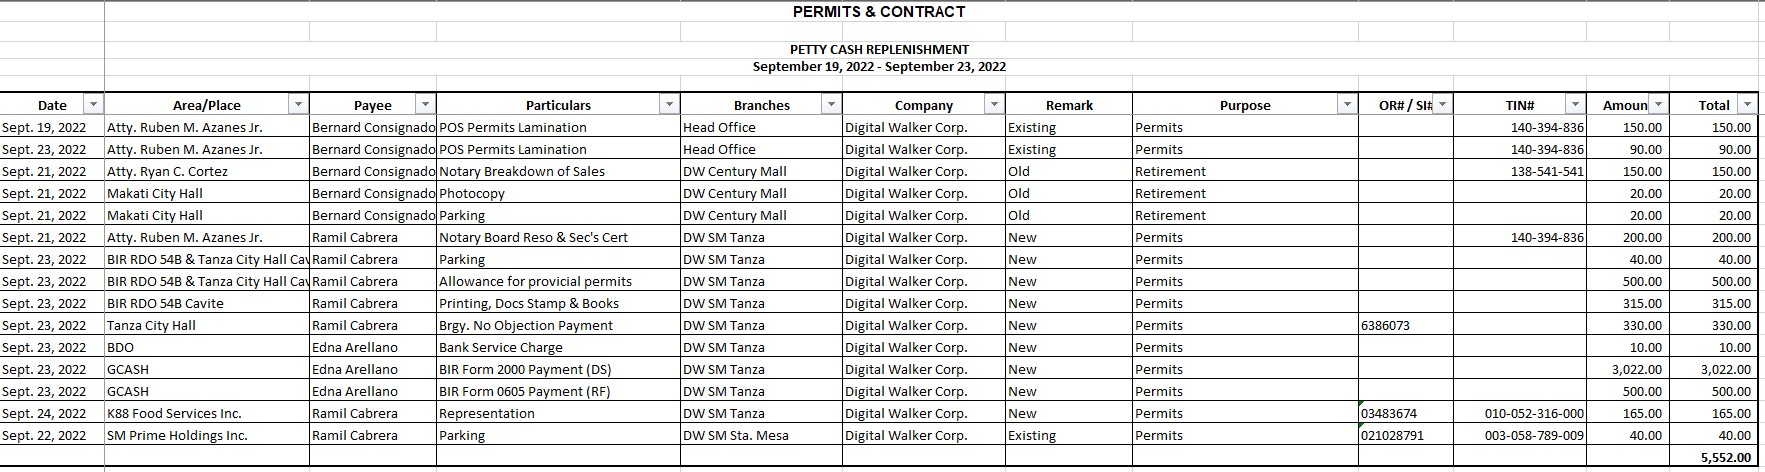 PERMITS & CONTRACT
PETTY CASH REPLENISHMENT
September 19, 2022 - September 23, 2022
Date Area/Place Payee Particulars Branches Company Remark Purpose OR# / SI# TIN# Amoun Total
Sept. 19, 2022 Atty. Ruben M. Azanes Jr. Bernard Consignado POS Permits Lamination Head Office Digital Walker Corp. Existing Permits 140-394-836 150.00 150.00
Sept. 23, 2022 Atty. Ruben M. Azanes Jr. Bernard Consignado POS Permits Lamination Head Office Digital Walker Corp. Existing Permits 140-394-836 90.00 90.00
Sept. 21, 2022 Atty. Ryan C. Cortez Bernard Consignado Notary Breakdown of Sales DW Century Mall Digital Walker Corp. Old Retirement 138-541-541 150.00 150.00
Sept. 21, 2022 Makati City Hall Bernard Consignado Photocopy DW Century Mall Digital Walker Corp. Old Retirement 20.00 20.00
Sept. 21, 2022 Makati City Hall Bernard Consignado Parking DW Century Mall Digital Walker Corp. Old Retirement 20.00 20.00
Sept. 21, 2022 Atty. Ruben M. Azanes Jr. Ramil Cabrera Notary Board Reso & Sec's Cert DW SM Tanza Digital Walker Corp. New Permits 140-394-836 200.00 200.00
Sept. 23, 2022 BIR RDO 54B & Tanza City Hall Cav Ramil Cabrera Parking DW SM Tanza Digital Walker Corp. New Permits 40.00 40.00
Sept. 23, 2022 BIR RDO 54B & Tanza City Hall Cav Ramil Cabrera Allowance for provicial permits DW SM Tanza Digital Walker Corp. New Permits 500.00 500.00
Sept. 23, 2022 BIR RDO 54B Cavite Ramil Cabrera Printing, Docs Stamp & Books DW SM Tanza Digital Walker Corp. New Permits 315.00 315.00
Sept. 23, 2022 Tanza City Hall Ramil Cabrera Brgy. No Objection Payment DW SM Tanza Digital Walker Corp. New Permits 6386073 330.00 330.00
Sept. 23, 2022 BDO Edna Arellano Bank Service Charge DW SM Tanza Digital Walker Corp. New Permits 10.00 10.00
Sept. 23, 2022 GCASH Edna Arellano BIR Form 2000 Payment (DS) DW SM Tanza Digital Walker Corp. New Permits 3,022.00 3,022.00
Sept. 23, 2022 GCASH Edna Arellano BIR Form 0605 Payment (RF) DW SM Tanza Digital Walker Corp. New Permits 500.00 500.00
Sept. 24, 2022 K88 Food Services Inc. Ramil Cabrera Representation DW SM Tanza Digital Walker Corp. New Permits 03483674 010-052-316-000 165.00 165.00
Sept. 22, 2022 SM Prime Holdings Inc. Ramil Cabrera Parking DW SM Sta. Mesa Digital Walker Corp. Existing Permits 021028791 003-058-789-009 40.00 40.00
5,552.00